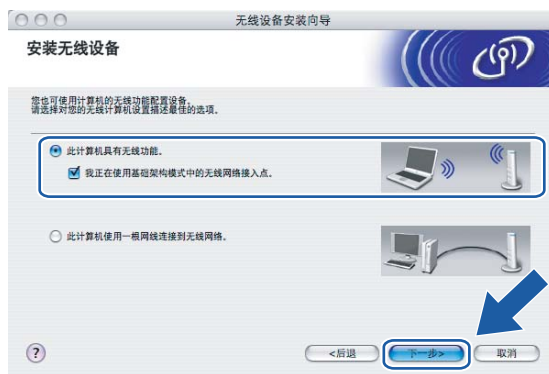 无线设备安装向导
安装无线设备
您也可使用计算机的无线功能配置设备。
请选择对您的无线计算机设置描述最佳的选项。
此计算机具有无线功能。
我正在使用基础架构模式中的无线网络接入点。
此计算机使用一根网线连接到无线网络。
?
<后退
下一步>
取消